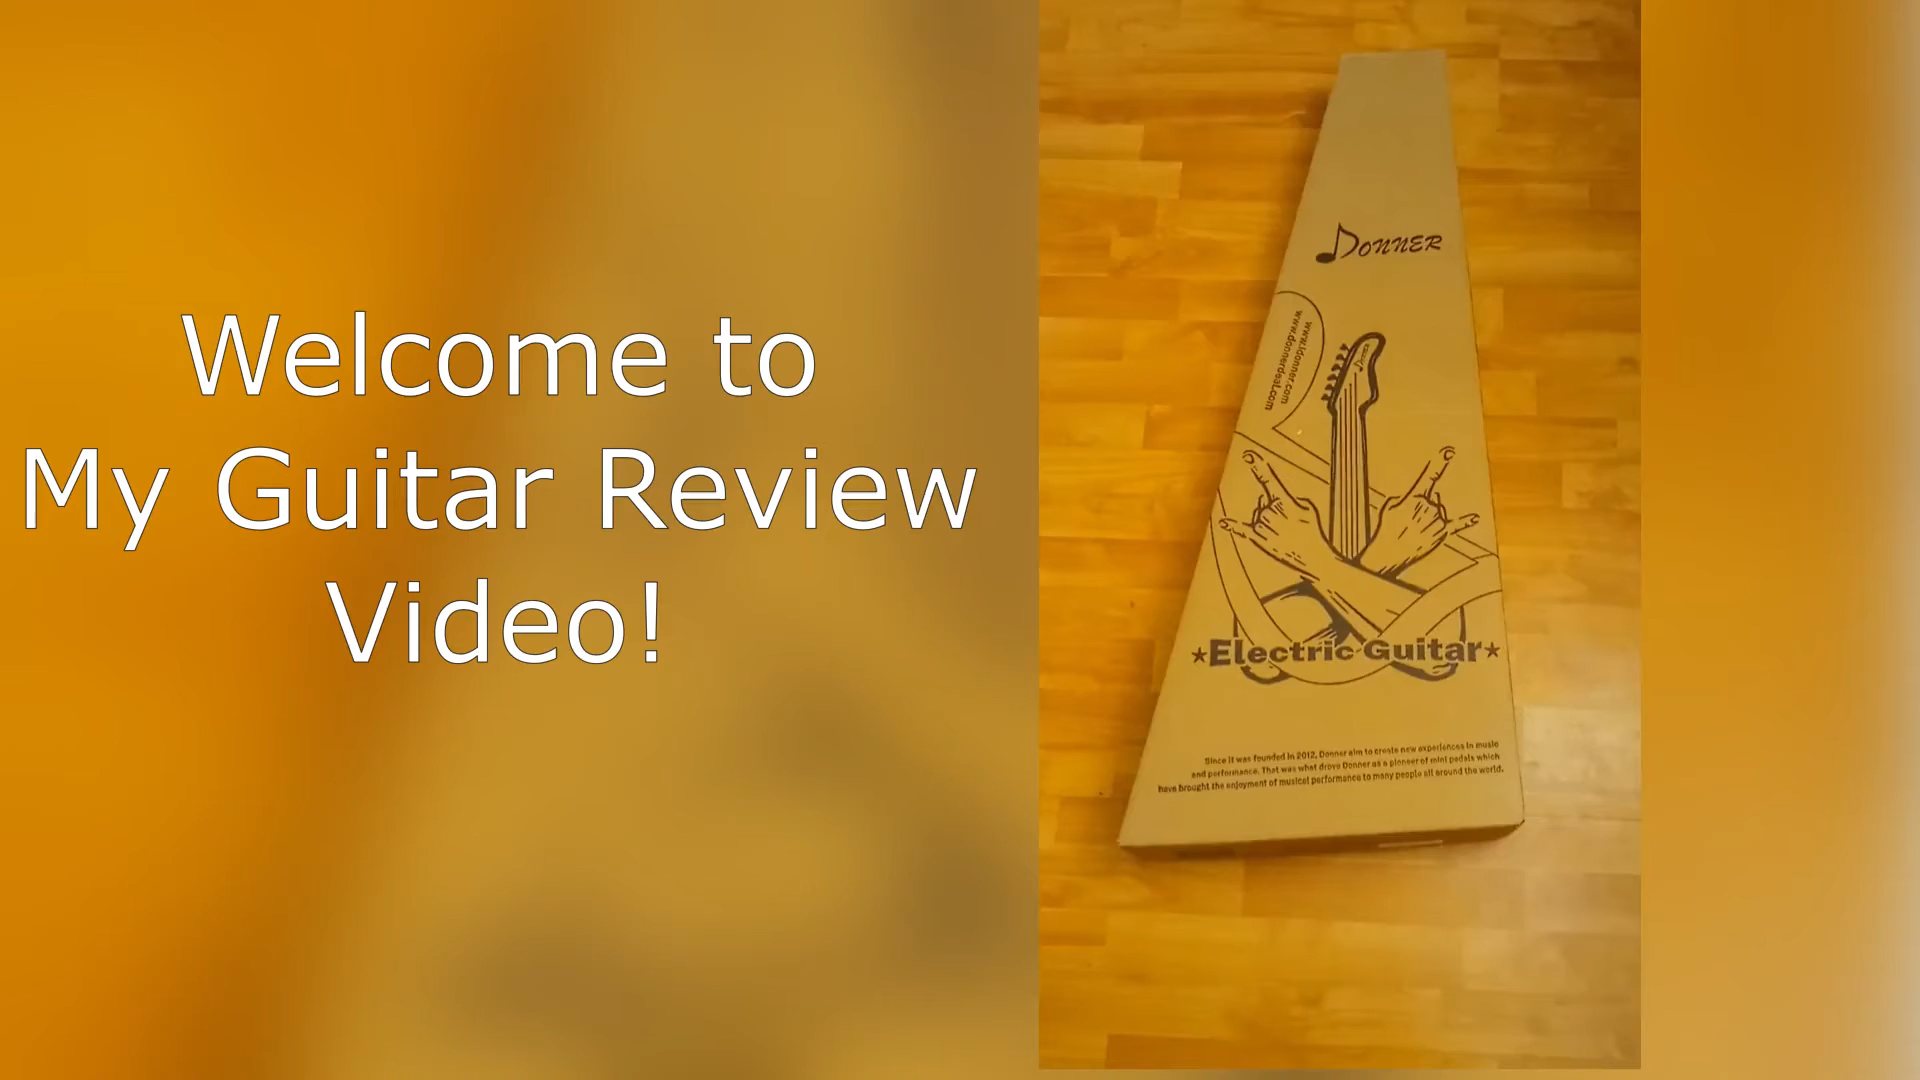 Welcome to
My Guitar Review
Video!
DONNER
www.idonner.com
www.donnerdeal.com
Donner
★Electric Guitar★
Since it was founded in 2012, Donner aim to create new experiences in music
and performance. That was what drove Donner as a pioneer of mini pedals which
have brought the enjoyment of musical performance to many people all around the world.